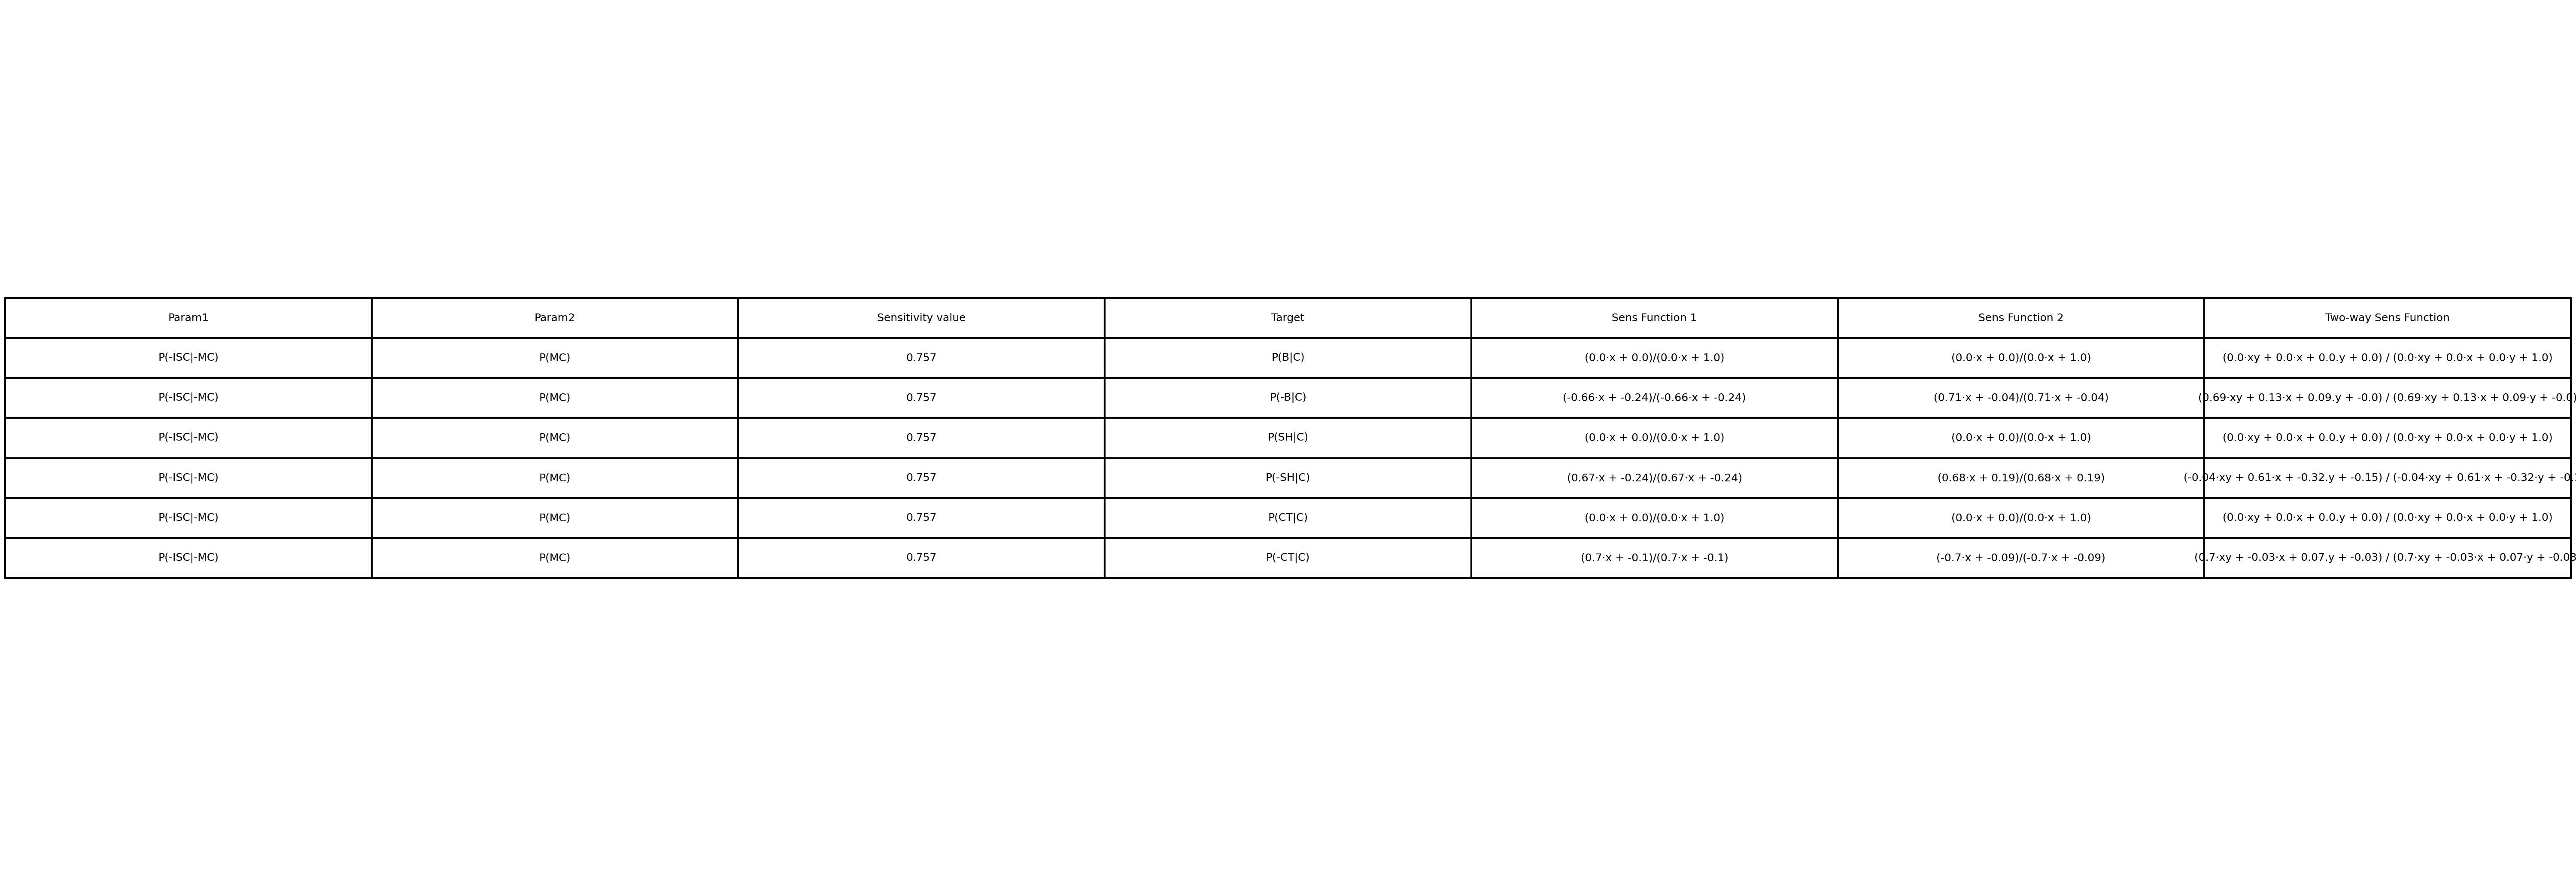 Param1 Param2 Sensitivity value Target Sens Function 1 Sens Function 2 Two-way Sens Function
P(-ISC|-MC) P(MC) 0.757 P(B|C) (0.0·x + 0.0)/(0.0·x + 1.0) (0.0·x + 0.0)/(0.0·x + 1.0) (0.0·xy + 0.0·x + 0.0.y + 0.0) / (0.0·xy + 0.0·x + 0.0·y + 1.0)
P(-ISC|-MC) P(MC) 0.757 P(-B|C) (-0.66·x + -0.24)/(-0.66·x + -0.24) (0.71·x + -0.04)/(0.71·x + -0.04) (0.69·xy + 0.13·x + 0.09.y + -0.0) / (0.69·xy + 0.13·x + 0.09·y + -0.0)
P(-ISC|-MC) P(MC) 0.757 P(SH|C) (0.0·x + 0.0)/(0.0·x + 1.0) (0.0·x + 0.0)/(0.0·x + 1.0) (0.0·xy + 0.0·x + 0.0.y + 0.0) / (0.0·xy + 0.0·x + 0.0·y + 1.0)
P(-ISC|-MC) P(MC) 0.757 P(-SH|C) (0.67·x + -0.24)/(0.67·x + -0.24) (0.68·x + 0.19)/(0.68·x + 0.19) (-0.04·xy + 0.61·x + -0.32.y + -0.15) / (-0.04·xy + 0.61·x + -0.32·y +
P(-ISC|-MC) P(MC) 0.757 P(CT|C) (0.0·x + 0.0)/(0.0·x + 1.0) (0.0·x + 0.0)/(0.0·x + 1.0) (0.0·xy + 0.0·x + 0.0.y + 0.0) / (0.0·xy + 0.0·x + 0.0·y + 1.0)
P(-ISC|-MC) P(MC) 0.757 P(-CT|C) (0.7·x + -0.1)/(0.7·x + -0.1) (-0.7·x + -0.09)/(-0.7·x + -0.09) (0.7·xy + -0.03·x + 0.07.y + -0.03) / (0.7·xy + -0.03·x + 0.07·y + -0.03